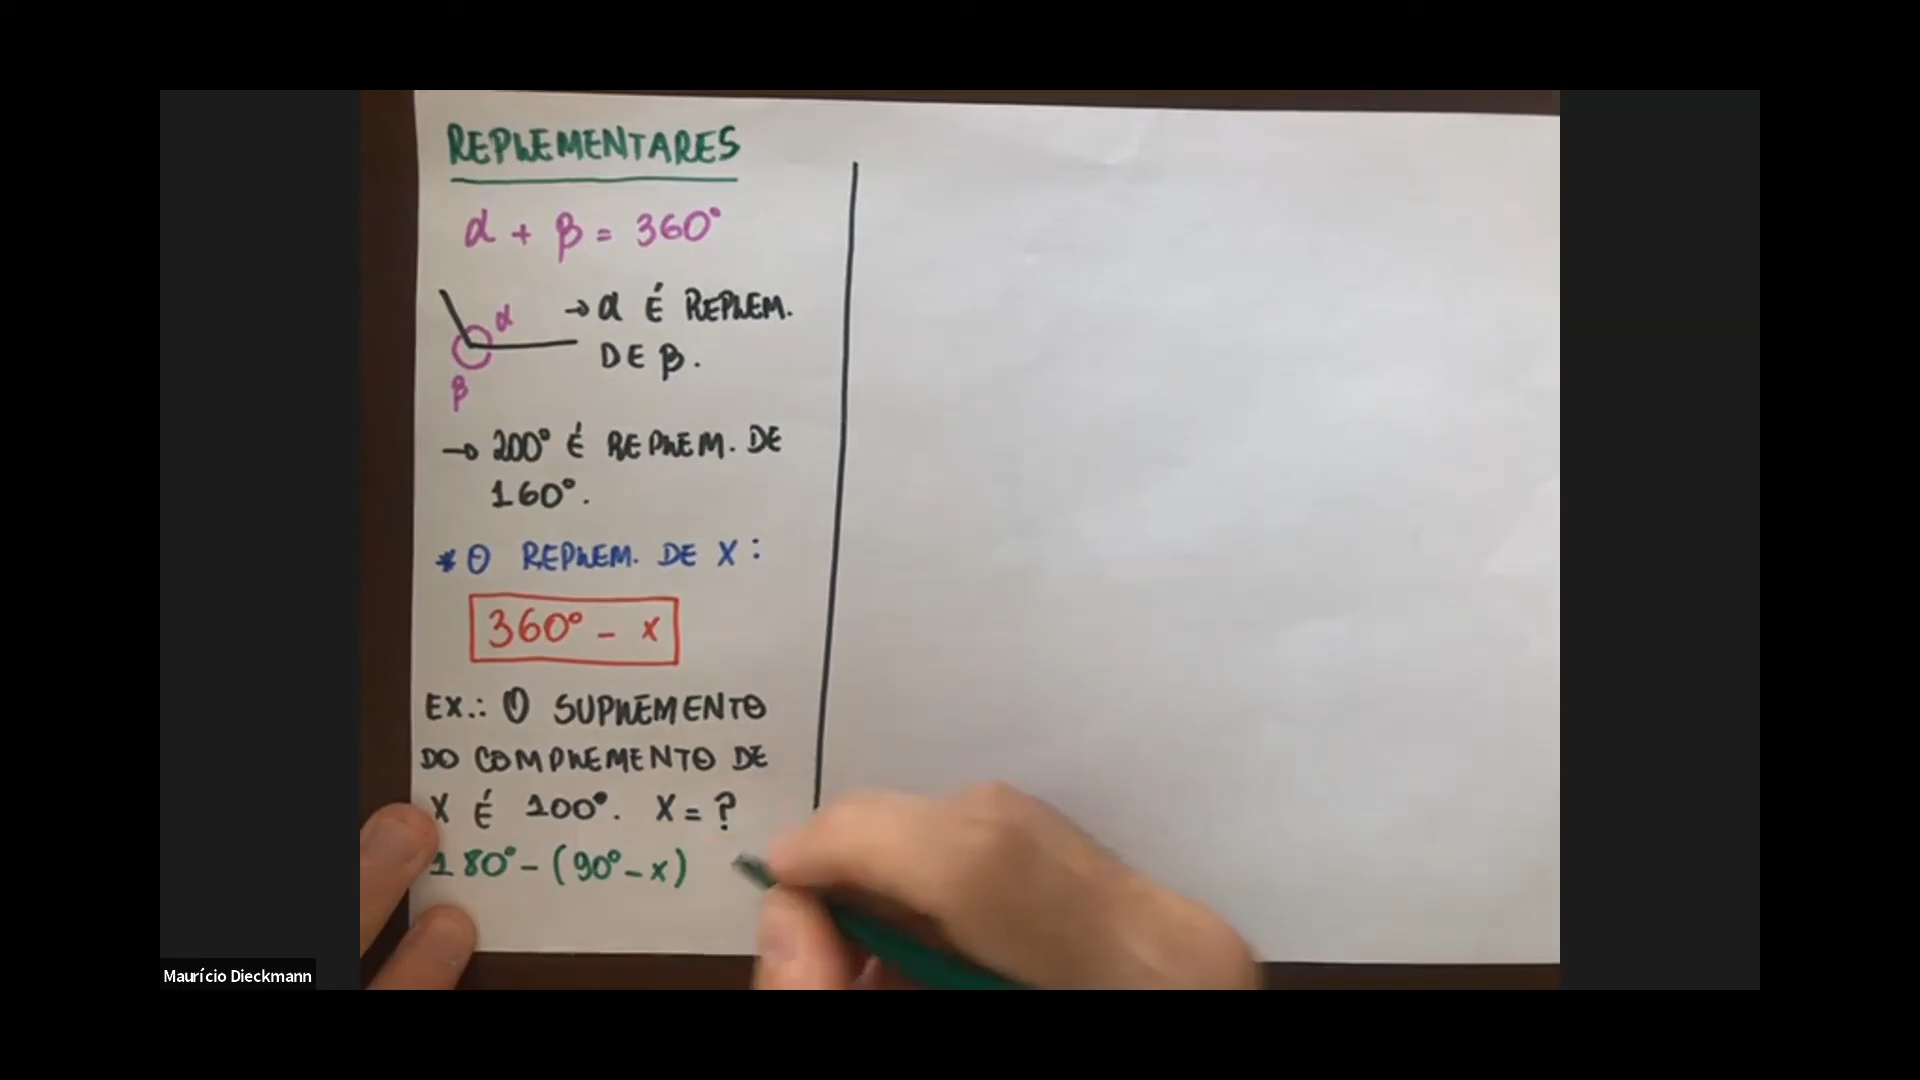 REPLEMENTARES
α + β = 360°
α → α É REPLEM.
β DE β.
→ 200° É REPLEM. DE
160°.
* O REPLEM. DE X:
360° - x
EX.: O SUPLEMENTO
DO COMPLEMENTO DE
X É 100°. X = ?
180° - (90° - x)
Maurício Dieckmann